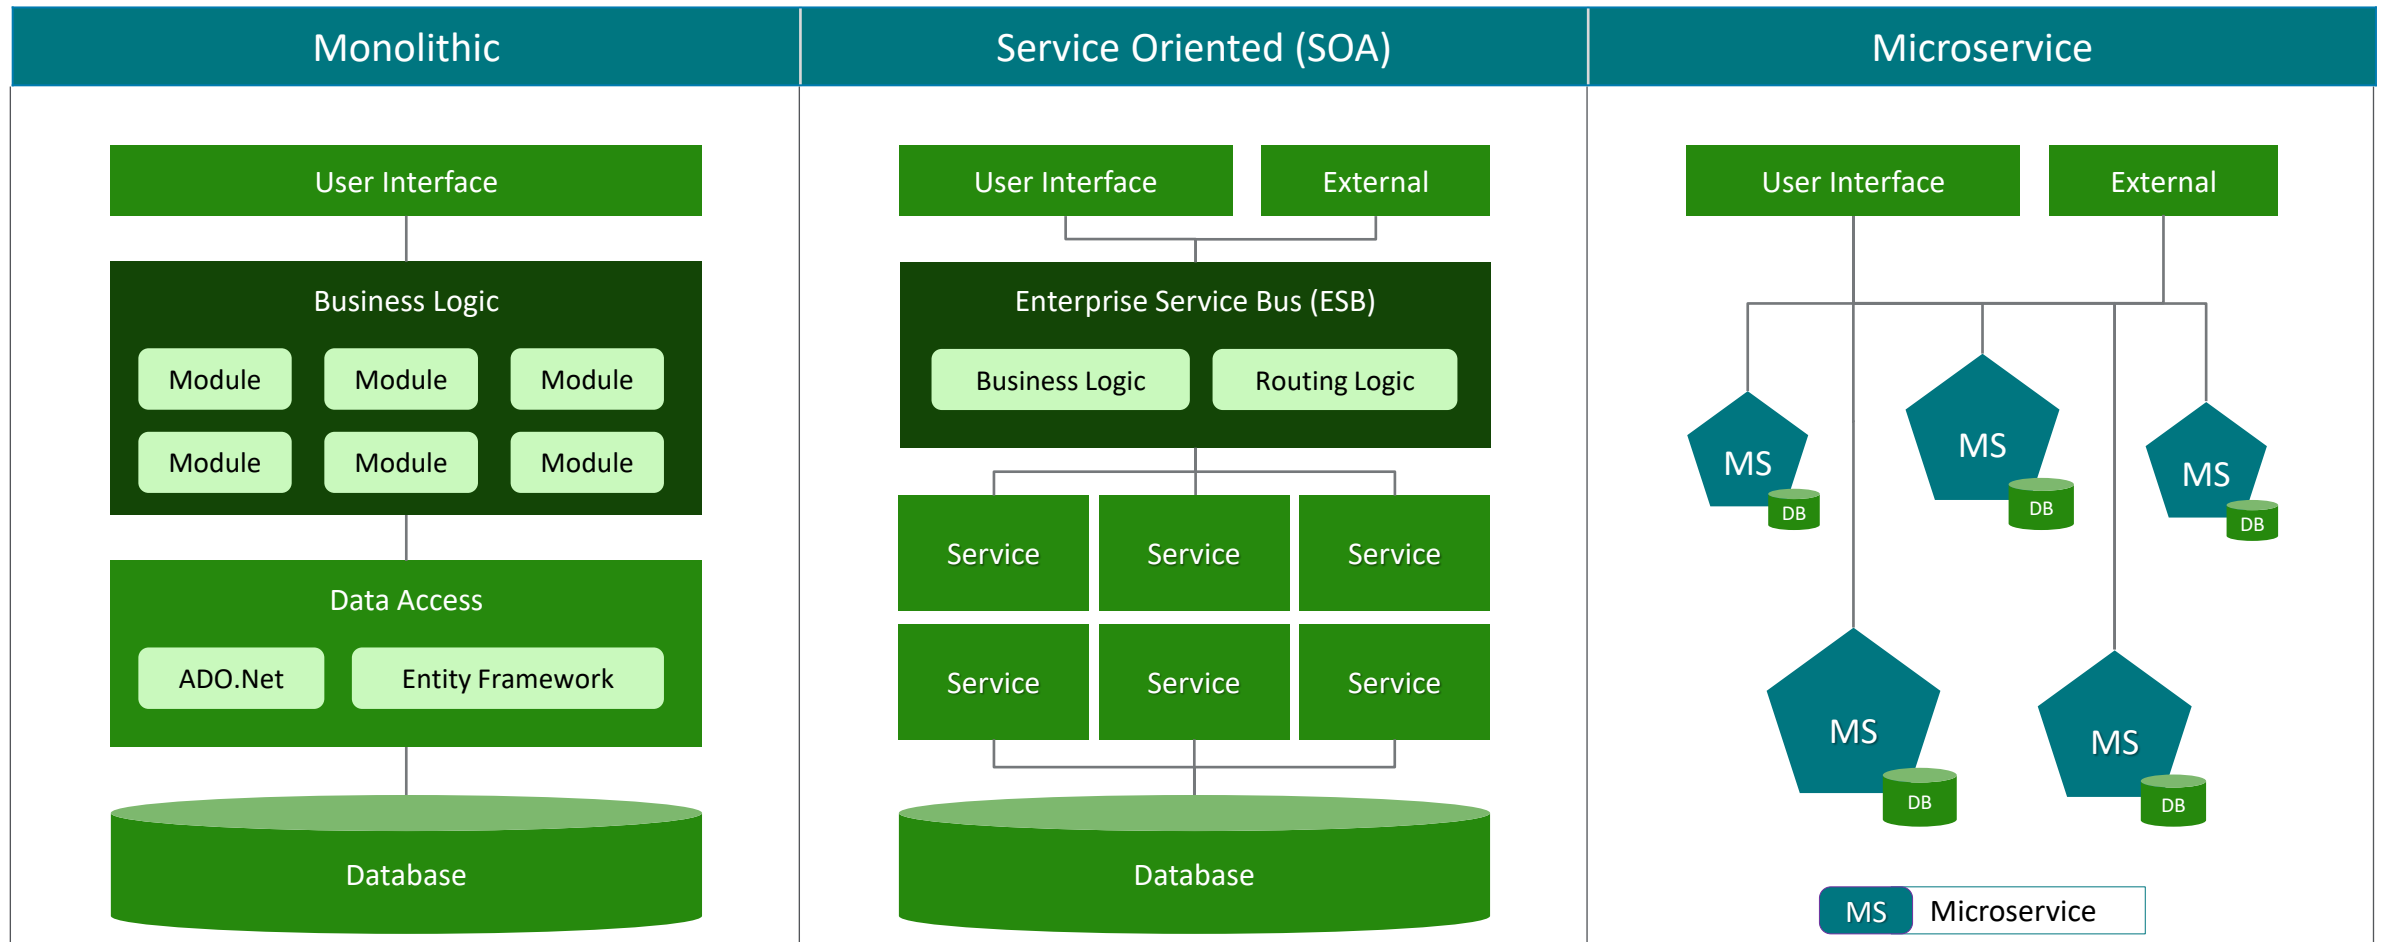 Monolithic
Service Oriented (SOA)
Microservice
User Interface
Business Logic
Module
Module
Module
Module
Module
Module
Data Access
ADO.Net
Entity Framework
Database
User Interface
External
Enterprise Service Bus (ESB)
Business Logic
Routing Logic
Service
Service
Service
Service
Service
Service
Database
User Interface
External
MS
DB
MS
DB
MS
DB
MS
DB
MS
DB
MS
Microservice